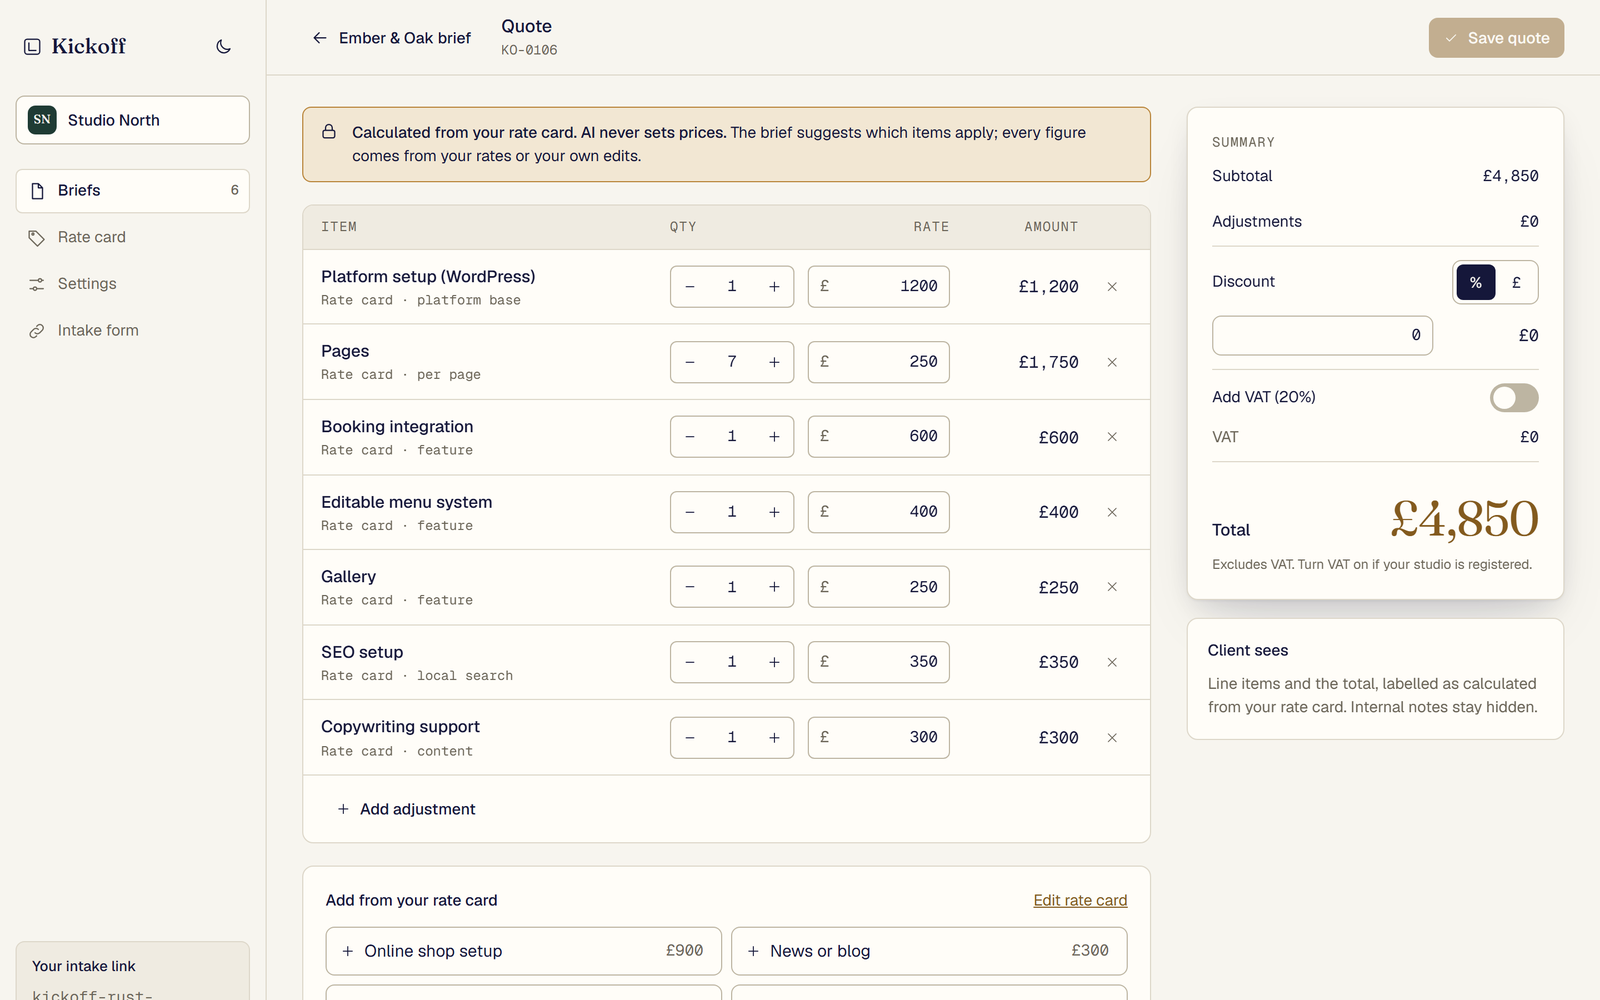 Kickoff
SN Studio North
Briefs 6
Rate card
Settings
Intake form
Your intake link
kickoff-rust-
Ember & Oak brief
Quote
KO-0106
Save quote
Calculated from your rate card. AI never sets prices. The brief suggests which items apply; every figure
comes from your rates or your own edits.
ITEM QTY RATE AMOUNT
Platform setup (WordPress)
Rate card · platform base
− 1 + £ 1200 £1,200 ×
Pages
Rate card · per page
− 7 + £ 250 £1,750 ×
Booking integration
Rate card · feature
− 1 + £ 600 £600 ×
Editable menu system
Rate card · feature
− 1 + £ 400 £400 ×
Gallery
Rate card · feature
− 1 + £ 250 £250 ×
SEO setup
Rate card · local search
− 1 + £ 350 £350 ×
Copywriting support
Rate card · content
− 1 + £ 300 £300 ×
+ Add adjustment
Add from your rate card Edit rate card
+ Online shop setup £900
+ News or blog £300
SUMMARY
Subtotal £4,850
Adjustments £0
Discount % £
0 £0
Add VAT (20%)
VAT £0
Total £4,850
Excludes VAT. Turn VAT on if your studio is registered.
Client sees
Line items and the total, labelled as calculated
from your rate card. Internal notes stay hidden.